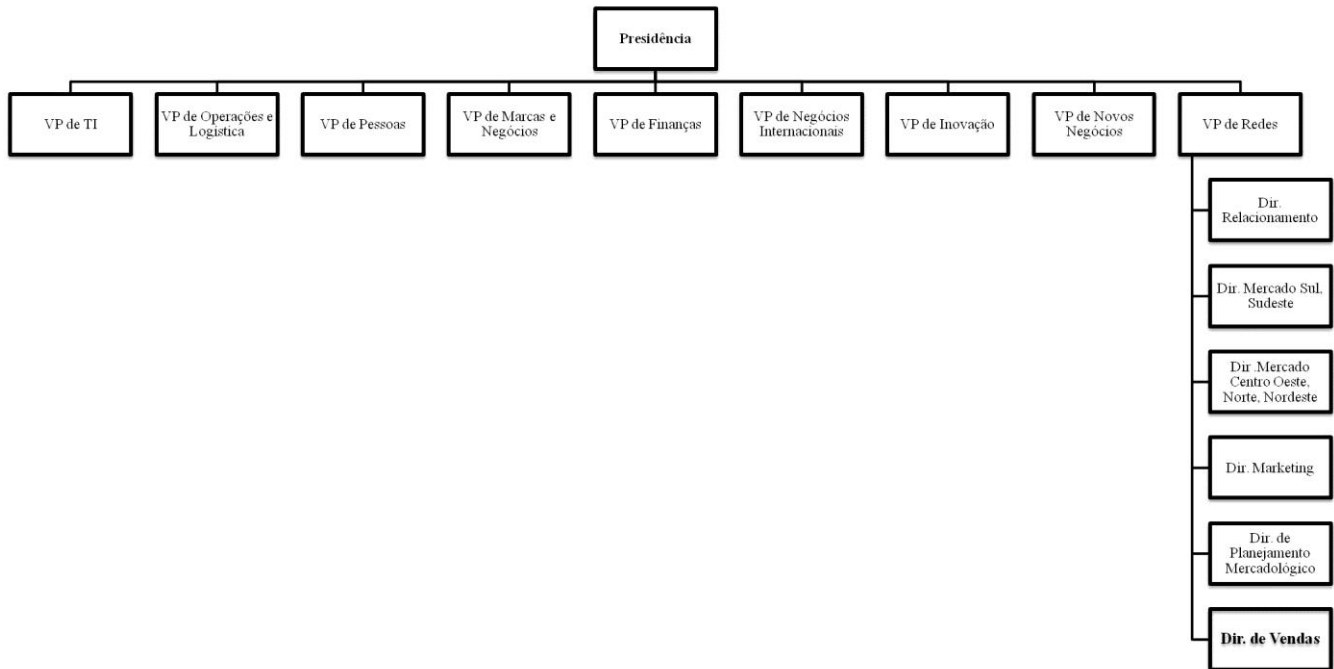 Presidência
VP de TI
VP de Operações e
Logística
VP de Pessoas
VP de Marcas e
Negócios
VP de Finanças
VP de Negócios
Internacionais
VP de Inovação
VP de Novos
Negócios
VP de Redes
Dir.
Relacionamento
Dir. Mercado Sul,
Sudeste
Dir .Mercado
Centro Oeste,
Norte, Nordeste
Dir. Marketing
Dir. de
Planejamento
Mercadológico
Dir. de Vendas